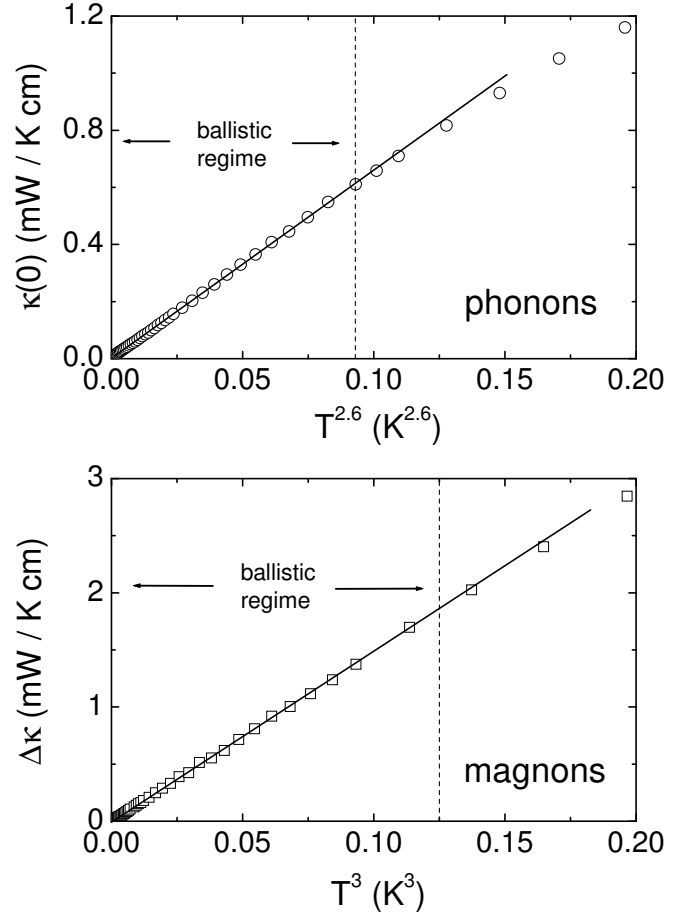 1.2
0.8
0.4
0.0
κ(0) (mW / K cm)
ballistic
regime
phonons
0.00 0.05 0.10 0.15 0.20
T^2.6 (K^2.6)
3
2
1
0
Δκ (mW / K cm)
ballistic
regime
magnons
0.00 0.05 0.10 0.15 0.20
T^3 (K^3)